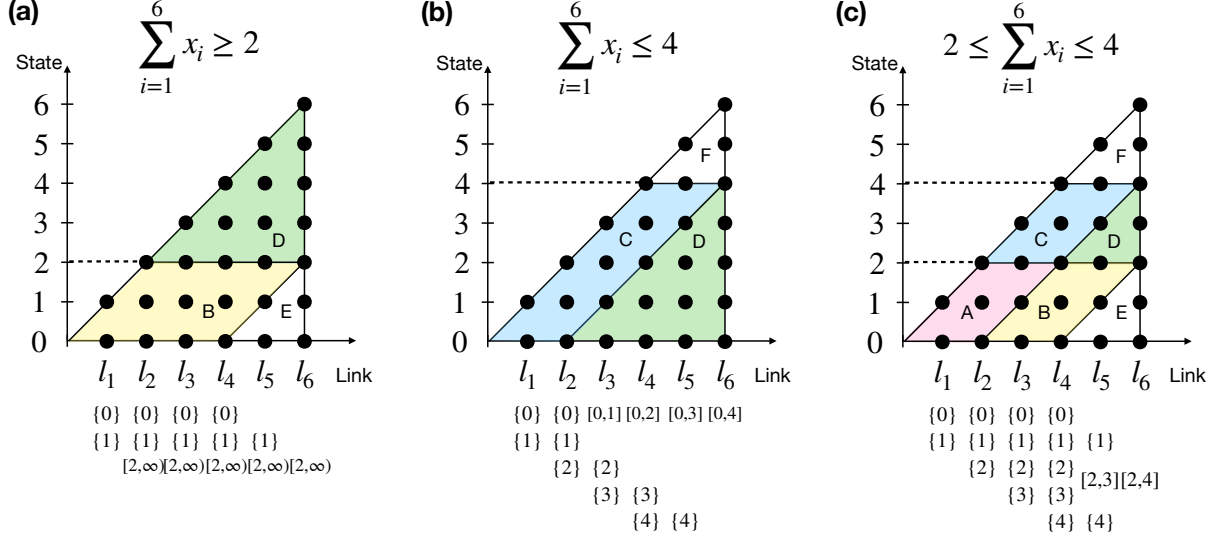 (a)
6
∑ x_i ≥ 2
i=1
State
6
5
4
3
2
1
0
D
B
E
l_1 l_2 l_3 l_4 l_5 l_6 Link
{0} {0} {0} {0}
{1} {1} {1} {1} {1}
[2,∞) [2,∞) [2,∞) [2,∞) [2,∞)
(b)
6
∑ x_i ≤ 4
i=1
State
6
5
4
3
2
1
0
F
C
D
l_1 l_2 l_3 l_4 l_5 l_6 Link
{0} {0} [0,1] [0,2] [0,3] [0,4]
{1} {1}
{2} {2}
{3} {3}
{4} {4}
(c)
6
2 ≤ ∑ x_i ≤ 4
i=1
State
6
5
4
3
2
1
0
F
C
D
A
B
E
l_1 l_2 l_3 l_4 l_5 l_6 Link
{0} {0} {0} {0}
{1} {1} {1} {1} {1}
{2} {2} {2}
[2,3] [2,4]
{3} {3}
{4} {4}